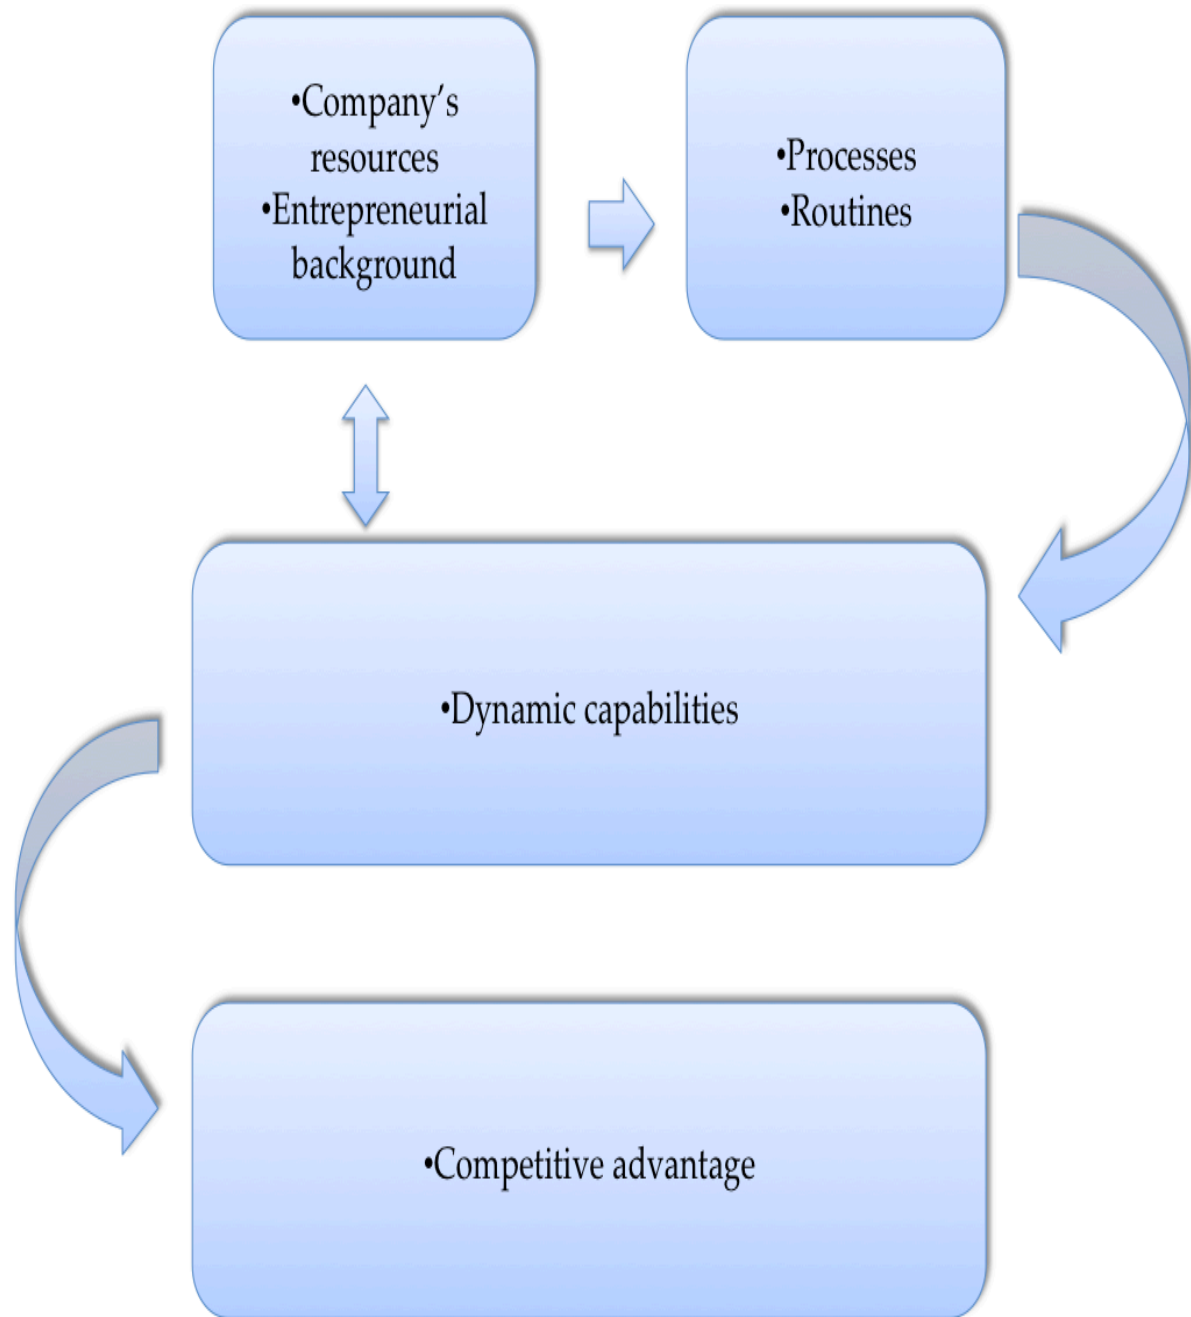 •Company’s
resources
•Entrepreneurial
background
•Processes
•Routines
•Dynamic capabilities
•Competitive advantage